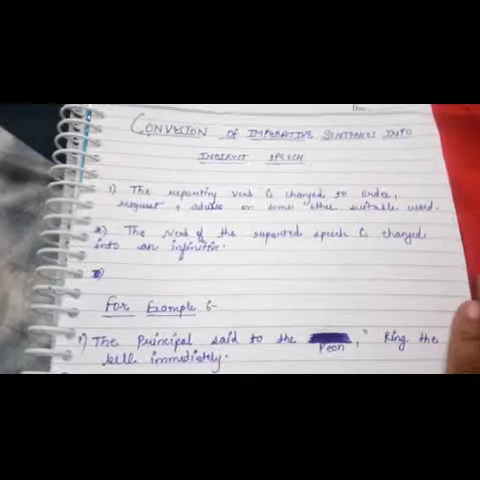 CONVESION OF IMPERATIVE SENTENCES INTO
INDIRECT SPEECH
1) The reporting verb is changed to order,
request, advise or some other suitable word.
2) The Verb of the reported speech is changed
into an infinitive.
For Example :-
1) The Principal said to the Peon, " Ring the
bell immediately.